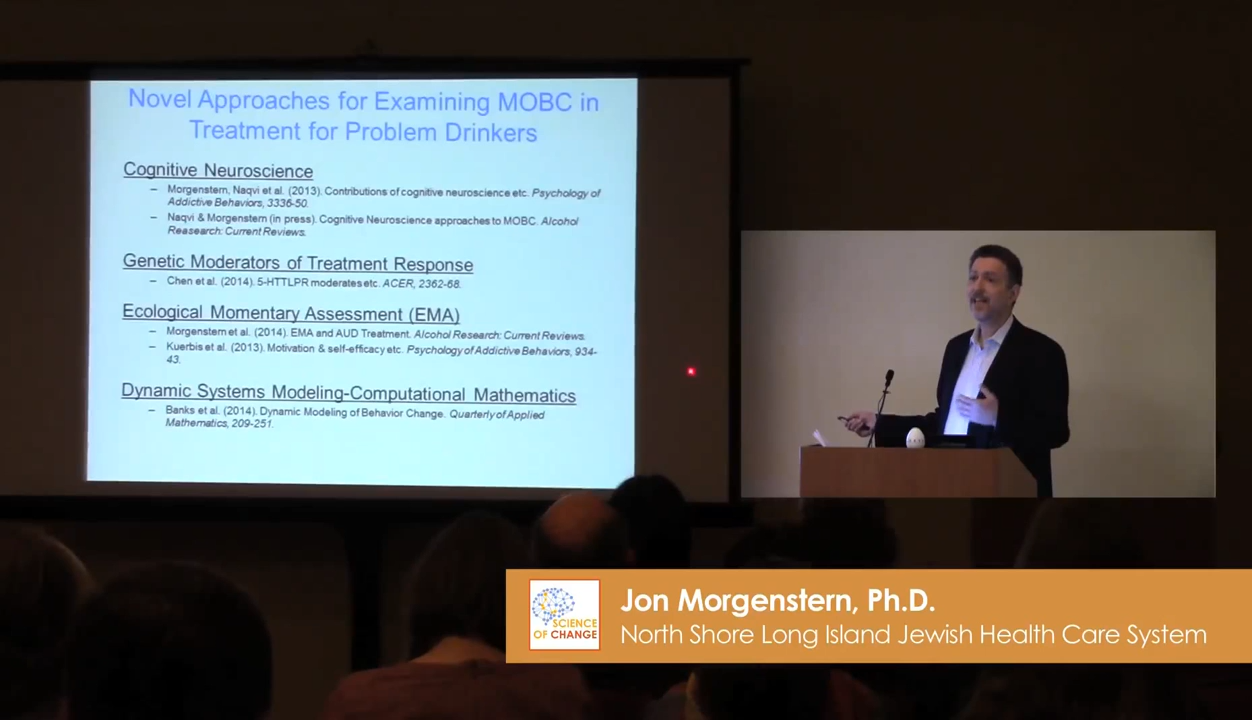 Novel Approaches for Examining MOBC in
Treatment for Problem Drinkers
Cognitive Neuroscience
– Morgenstern, Naqvi et al. (2013). Contributions of cognitive neuroscience etc. Psychology of
Addictive Behaviors, 3336-50.
– Naqvi & Morgenstern (in press). Cognitive Neuroscience approaches to MOBC. Alcohol
Reasearch: Current Reviews.
Genetic Moderators of Treatment Response
– Chen et al. (2014). 5-HTTLPR moderates etc. ACER, 2362-68.
Ecological Momentary Assessment (EMA)
– Morgenstern et al. (2014). EMA and AUD Treatment. Alcohol Research: Current Reviews.
– Kuerbis et al. (2013). Motivation & self-efficacy etc. Psychology of Addictive Behaviors, 934-
43.
Dynamic Systems Modeling-Computational Mathematics
– Banks et al. (2014). Dynamic Modeling of Behavior Change. Quarterly of Applied
Mathematics, 209-251.
SCIENCE
OF CHANGE
Jon Morgenstern, Ph.D.
North Shore Long Island Jewish Health Care System